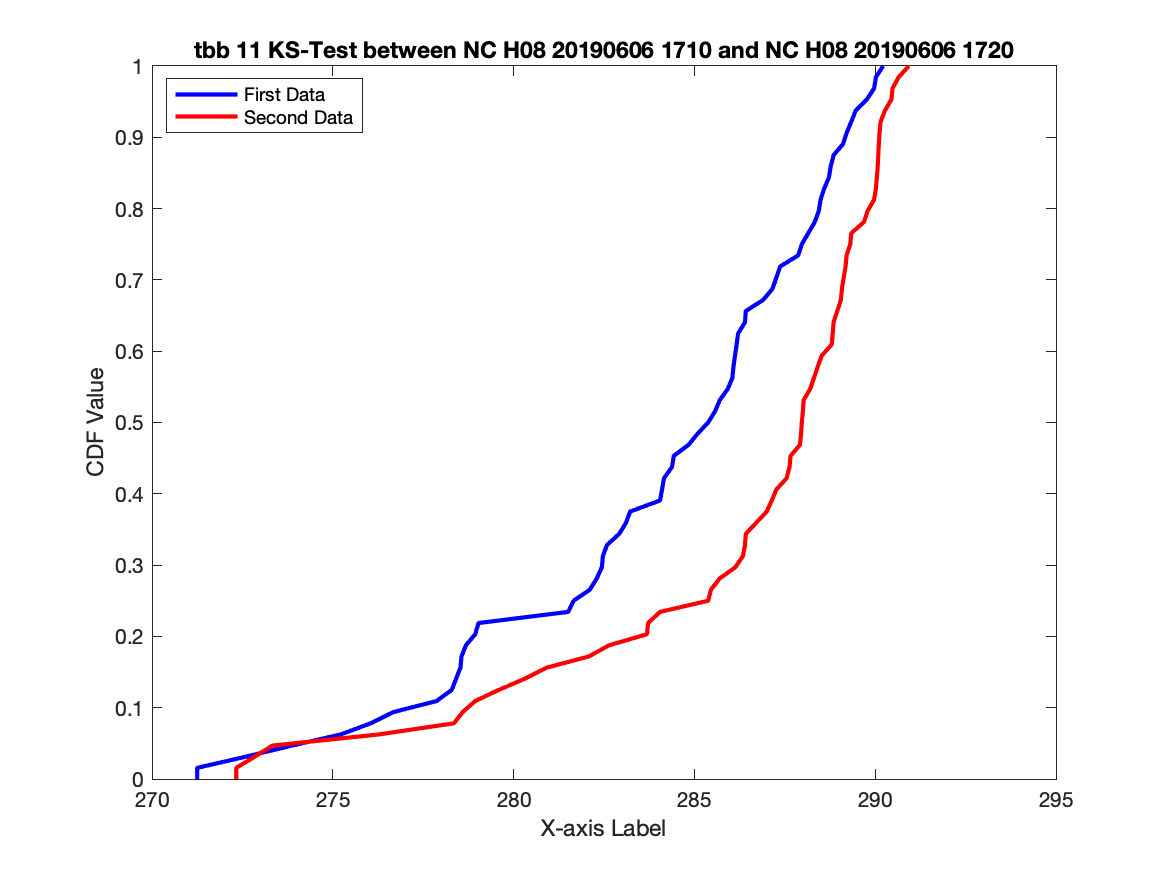 tbb 11 KS-Test between NC H08 20190606 1710 and NC H08 20190606 1720
First Data
Second Data
CDF Value
1
0.9
0.8
0.7
0.6
0.5
0.4
0.3
0.2
0.1
0
270 275 280 285 290 295
X-axis Label